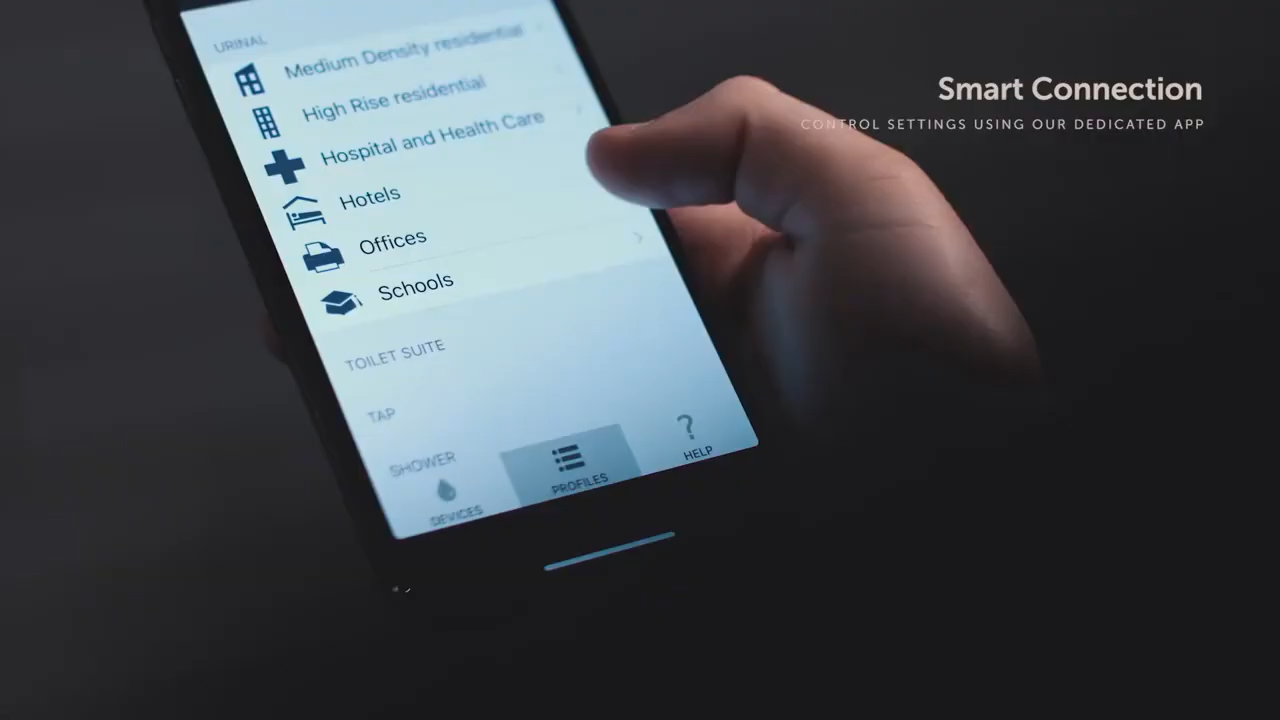 URINAL
Medium Density residential
High Rise residential
Hospital and Health Care
Hotels
Offices
Schools
TOILET SUITE
TAP
SHOWER
DEVICES
PROFILES
HELP
Smart Connection
CONTROL SETTINGS USING OUR DEDICATED APP